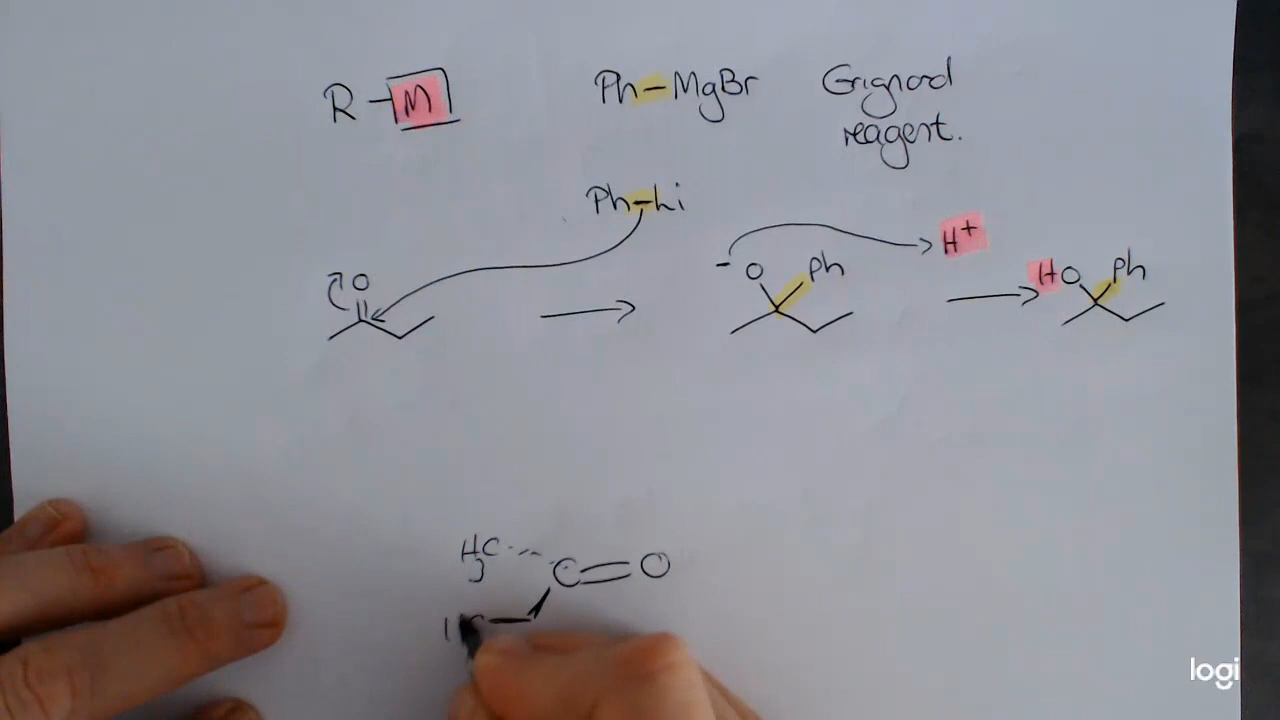 R-M
Ph-MgBr
Grignard
reagent.
Ph-Li
O
- O Ph
H+
HO Ph
H3C
C=O
logi